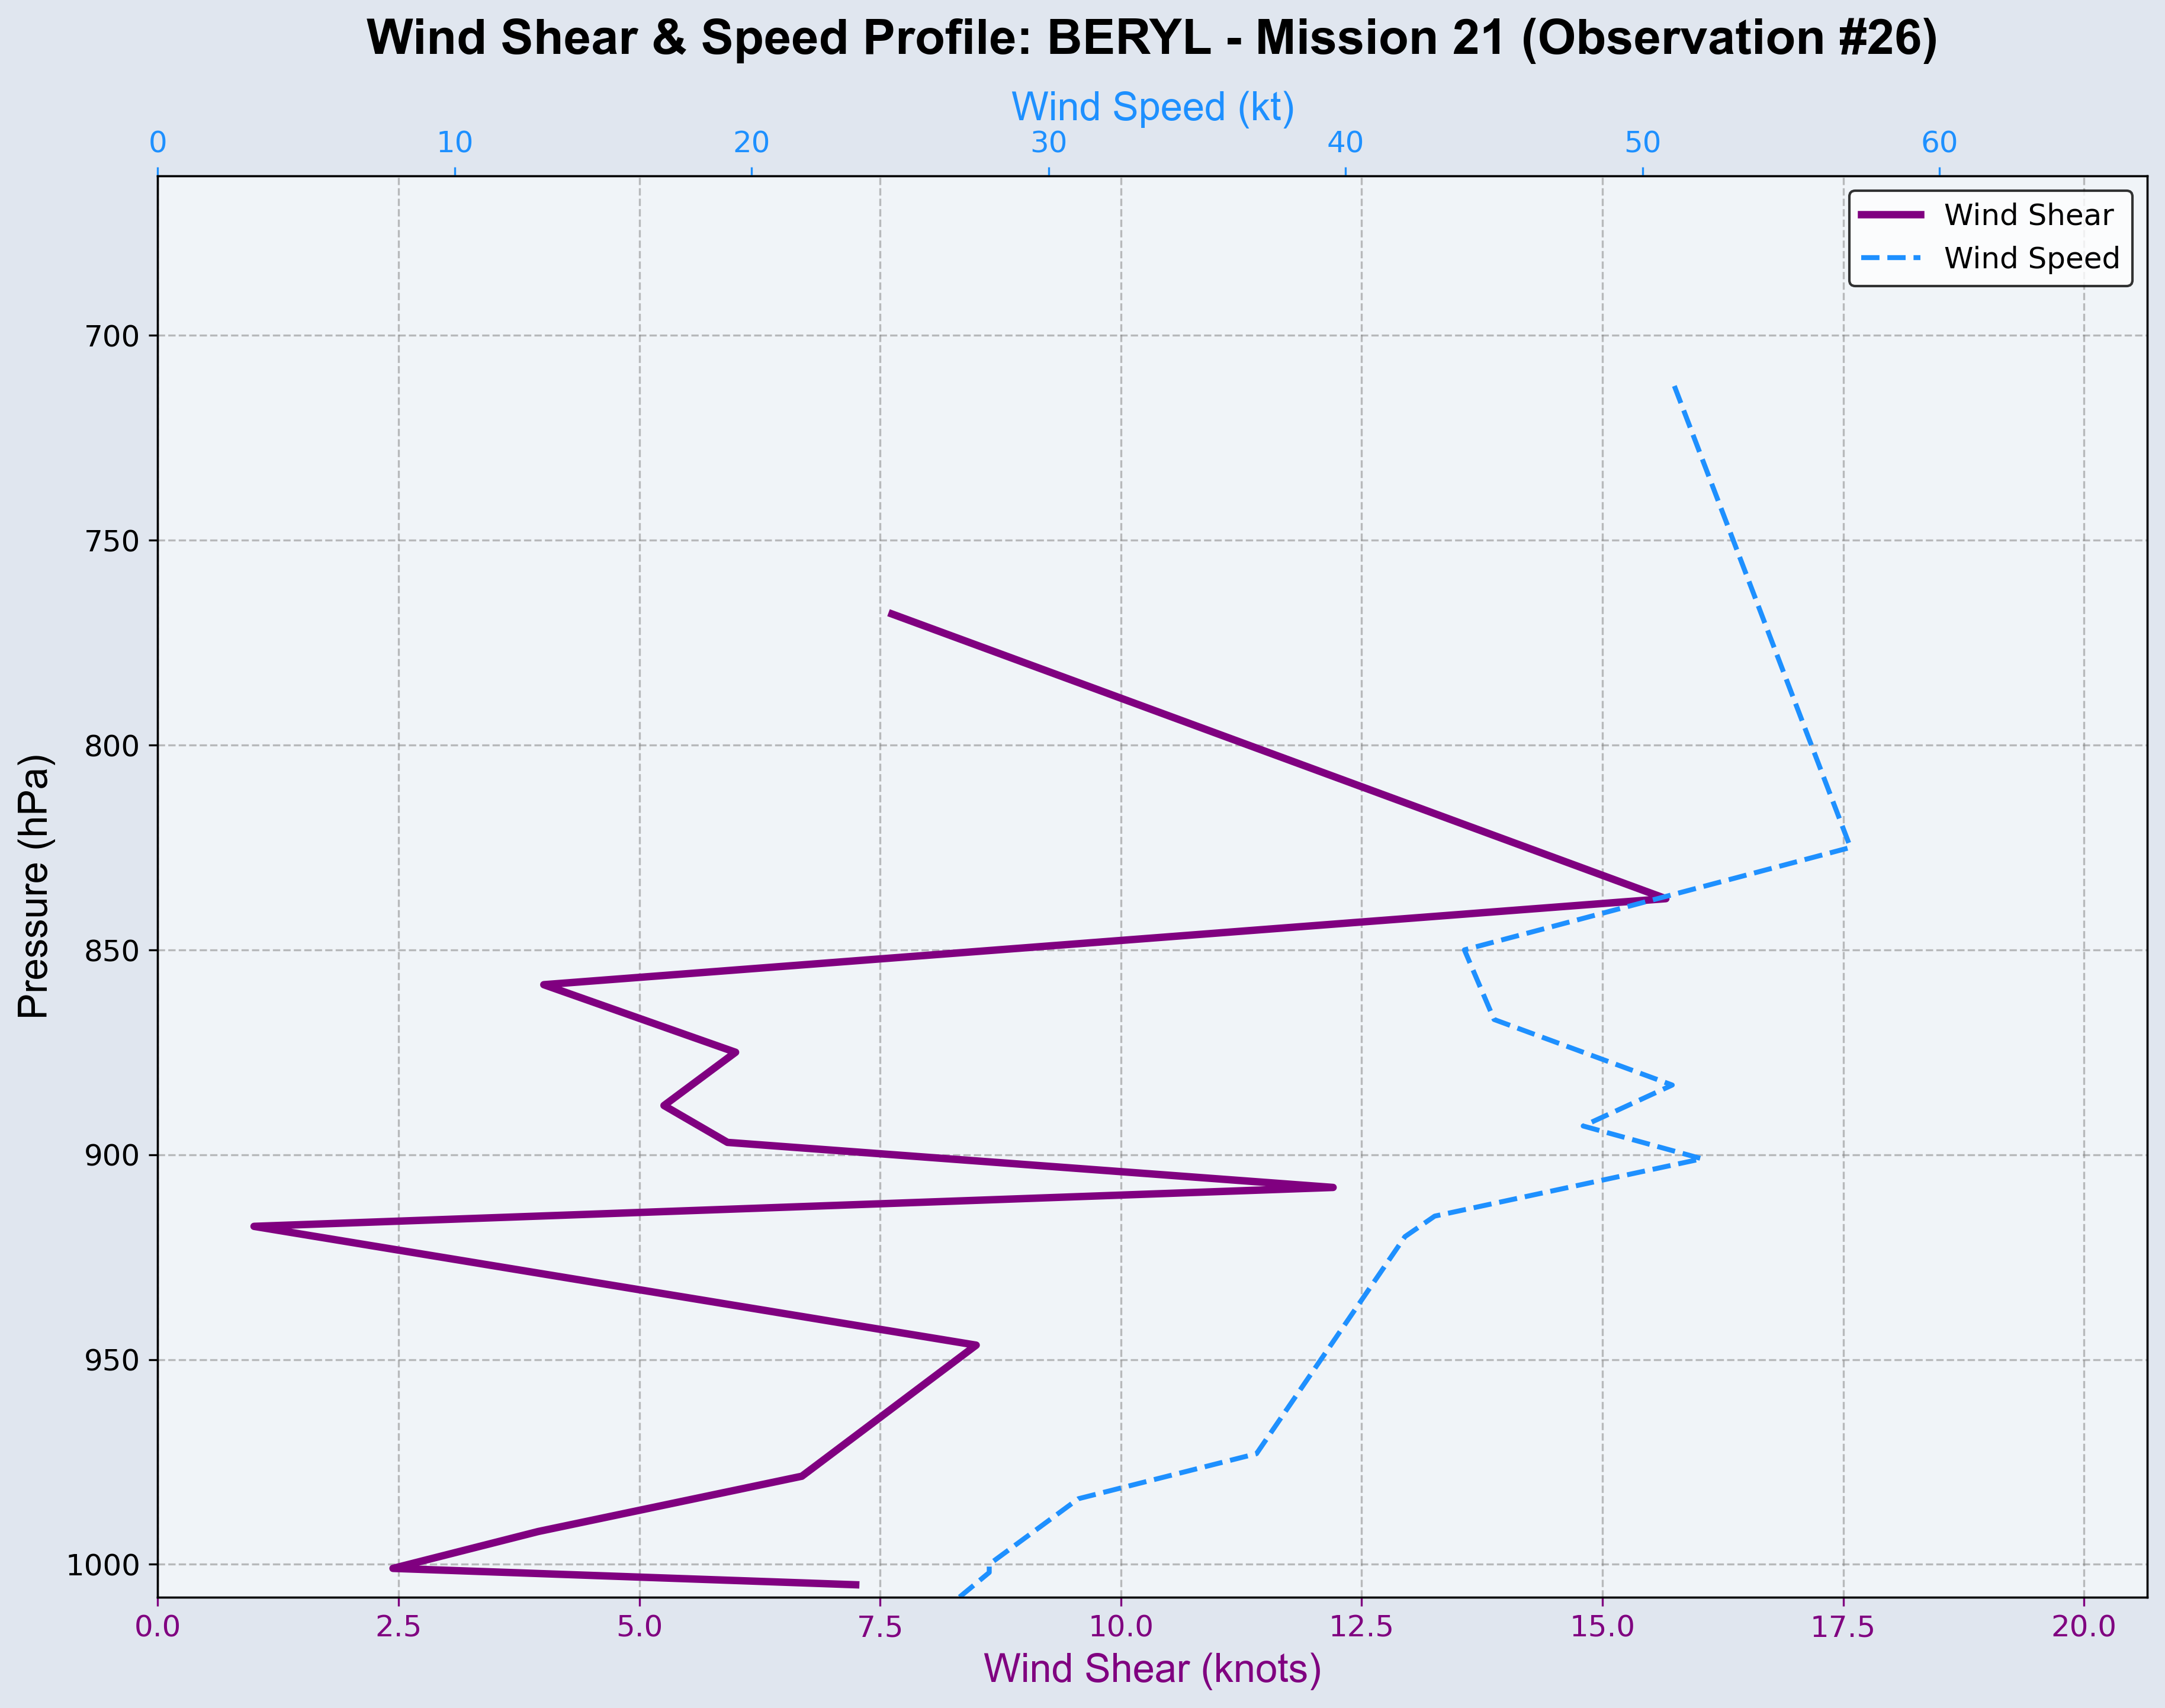 Wind Shear & Speed Profile: BERYL - Mission 21 (Observation #26)
Wind Speed (kt)
0 10 20 30 40 50 60
Wind Shear
Wind Speed
700
750
800
850
900
950
1000
Pressure (hPa)
0.0 2.5 5.0 7.5 10.0 12.5 15.0 17.5 20.0
Wind Shear (knots)